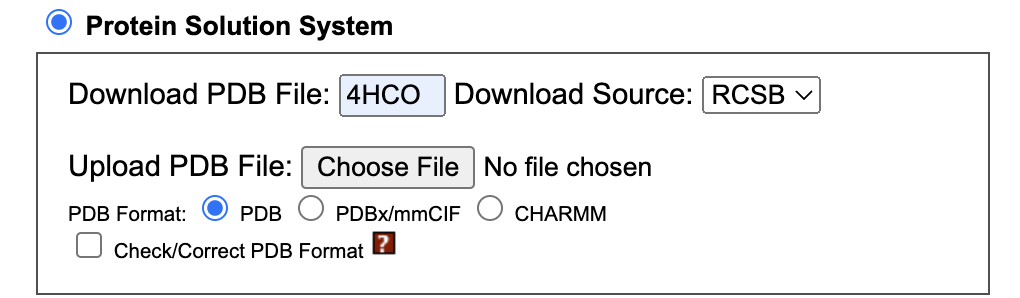 Protein Solution System
Download PDB File: 4HCO Download Source: RCSB
Upload PDB File: Choose File No file chosen
PDB Format: PDB PDBx/mmCIF CHARMM
Check/Correct PDB Format ?